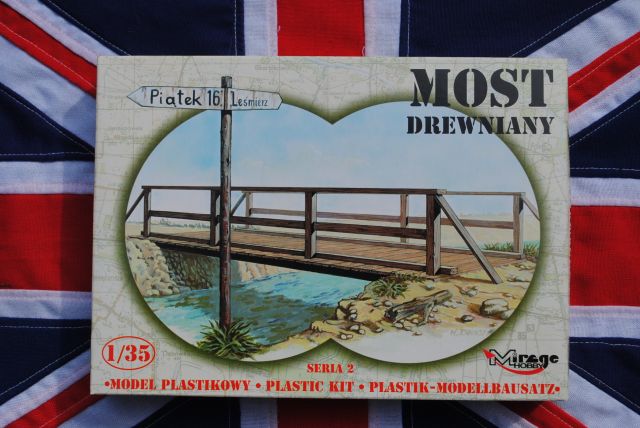 MOST
DREWNIANY
Piątek 16 Leśmierz
1/35
SERIA 2
Mirage
HOBBY
•MODEL PLASTIKOWY • PLASTIC KIT • PLASTIK-MODELLBAUSATZ•